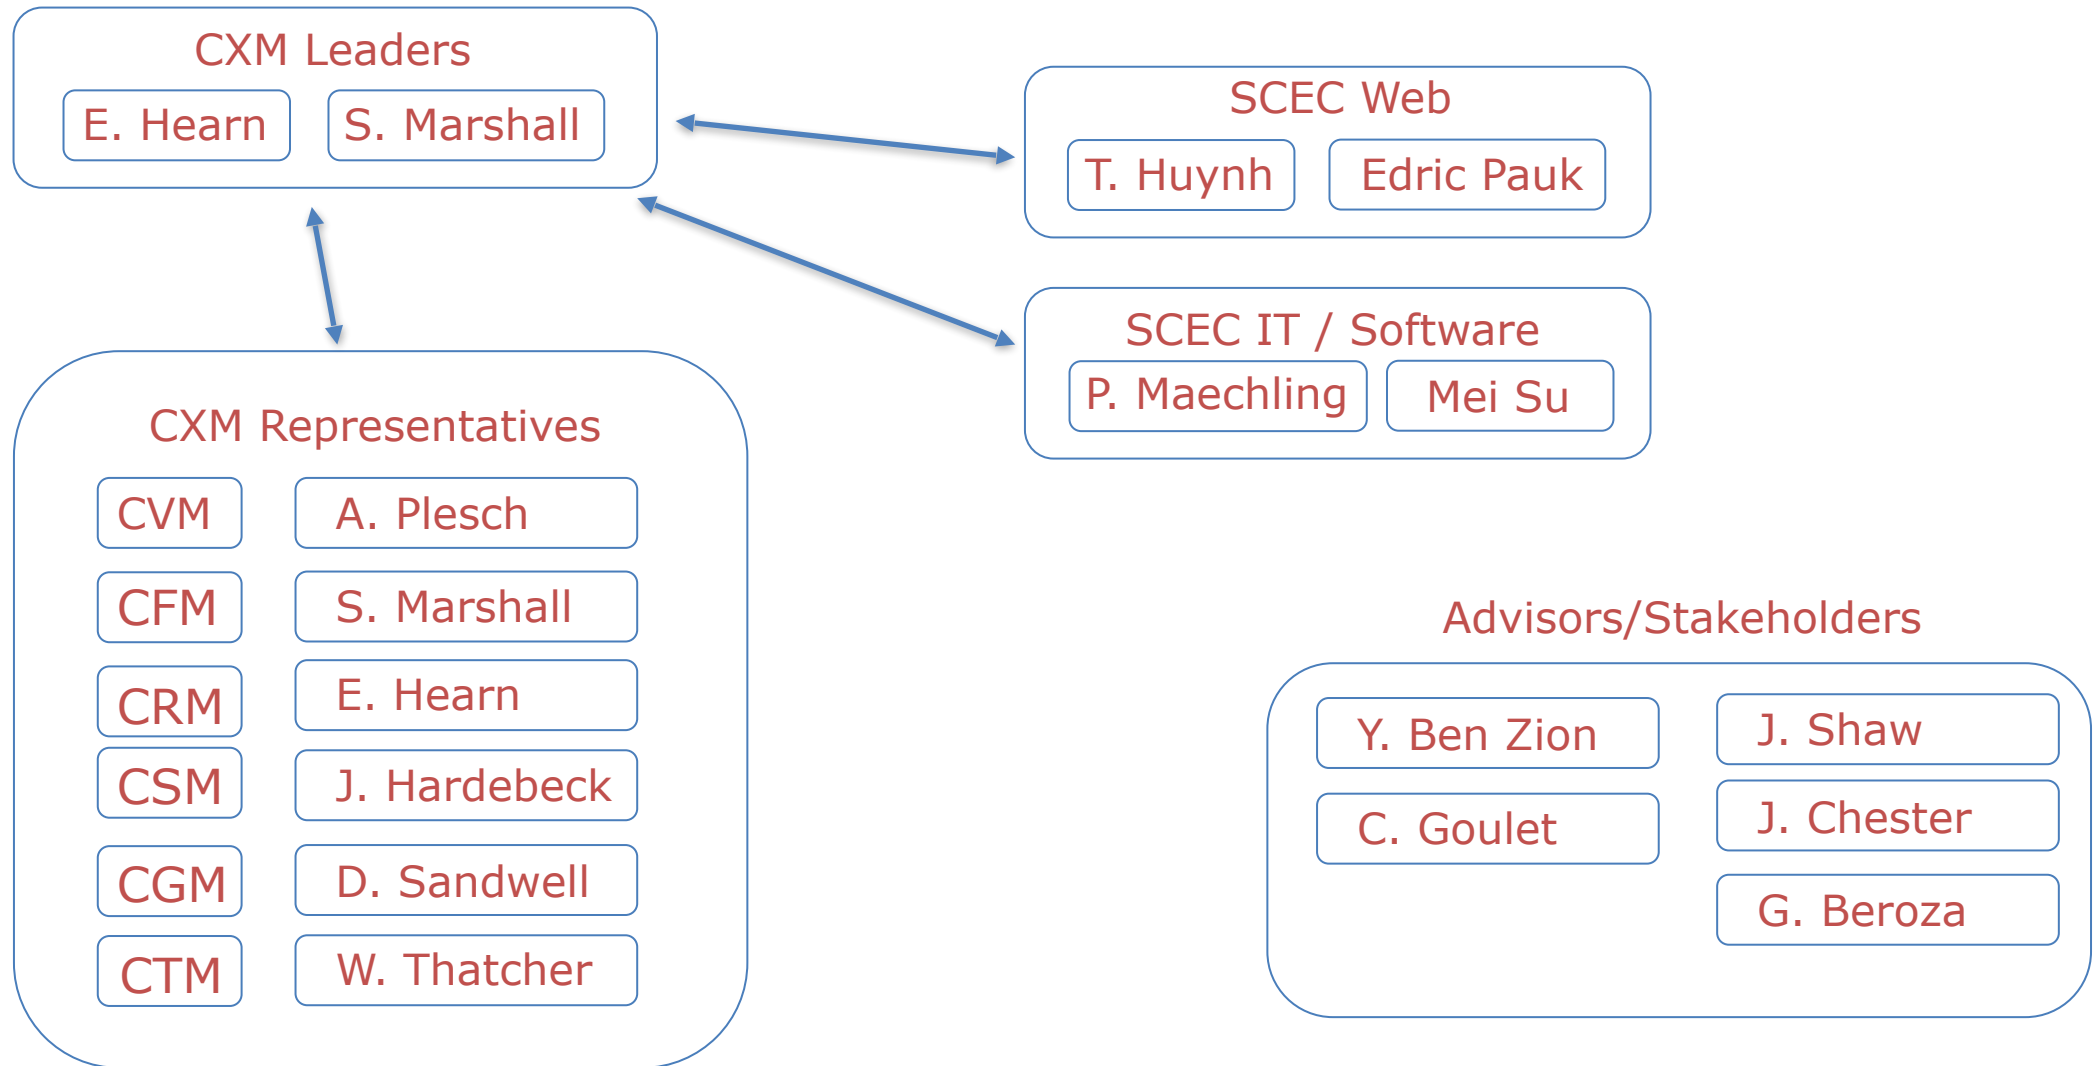 CXM Leaders
E. Hearn
S. Marshall
SCEC Web
T. Huynh
Edric Pauk
SCEC IT / Software
P. Maechling
Mei Su
CXM Representatives
CVM
A. Plesch
CFM
S. Marshall
CRM
E. Hearn
CSM
J. Hardebeck
CGM
D. Sandwell
CTM
W. Thatcher
Advisors/Stakeholders
Y. Ben Zion
J. Shaw
C. Goulet
J. Chester
G. Beroza